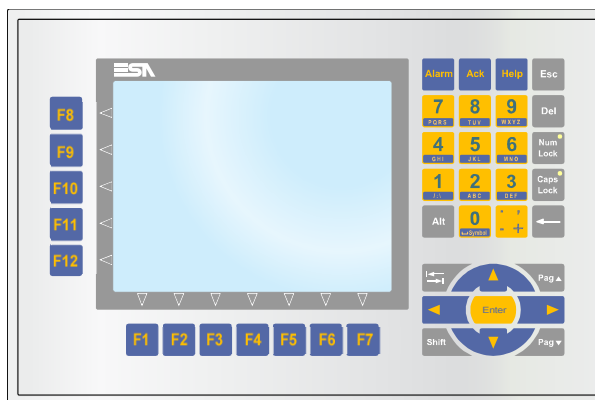 ESA
Alarm Ack Help Esc
7 8 9 Del
PQRS TUV WXYZ
4 5 6 Num Lock
GHI JKL MNO
1 2 3 Caps Lock
ABC DEF
Alt 0 . , - +
Symbol
Pag
Enter
Shift Pag
F8
F9
F10
F11
F12
F1 F2 F3 F4 F5 F6 F7